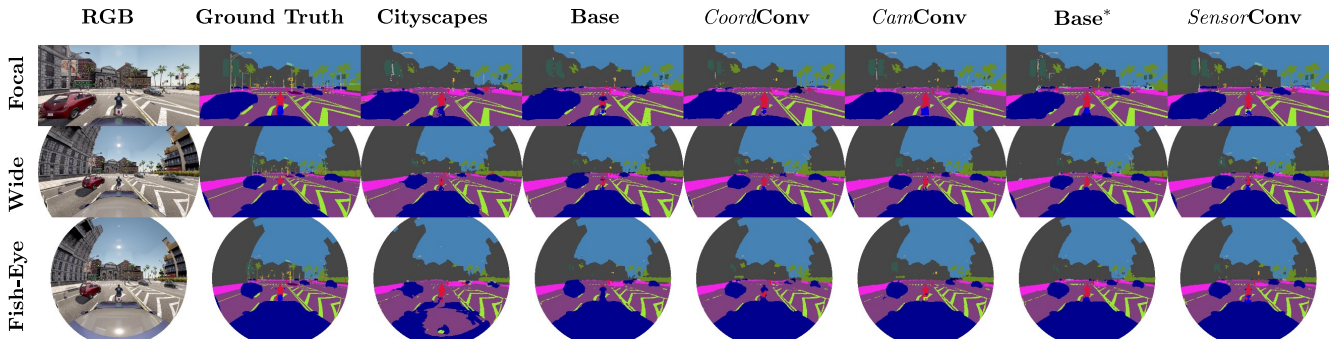 RGB Ground Truth Cityscapes Base CoordConv CamConv Base* SensorConv
Focal
Wide
Fish-Eye